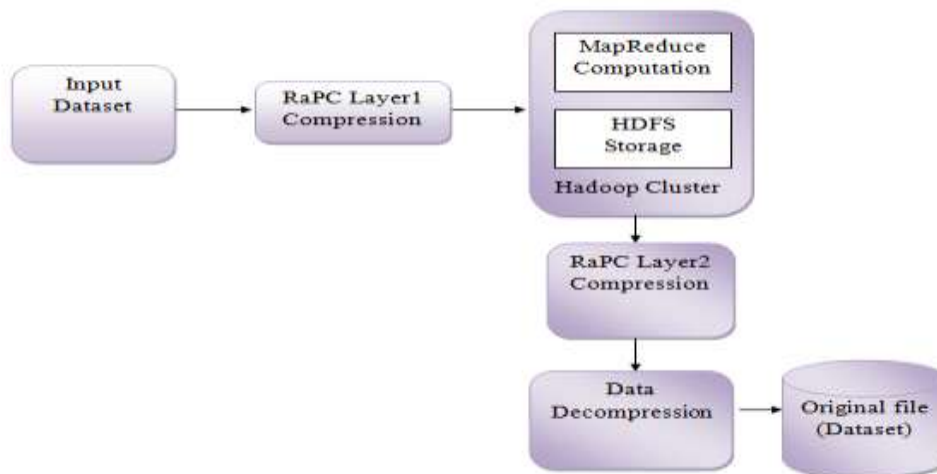 Input
Dataset
RaPC Layer1
Compression
MapReduce
Computation
HDFS
Storage
Hadoop Cluster
RaPC Layer2
Compression
Data
Decompression
Original file
(Dataset)